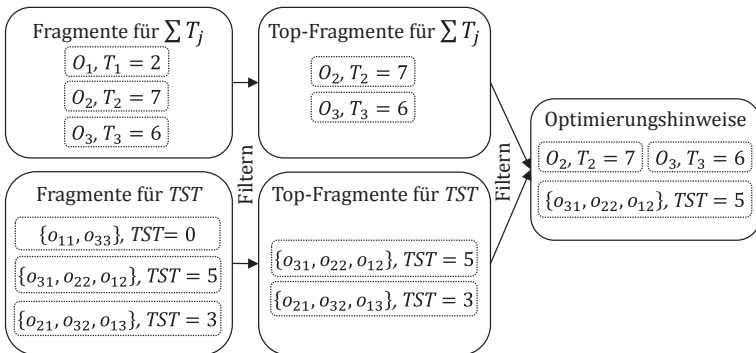 Fragmente für ∑ T_j
O_1, T_1 = 2
O_2, T_2 = 7
O_3, T_3 = 6
Top-Fragmente für ∑ T_j
O_2, T_2 = 7
O_3, T_3 = 6
Filtern
Fragmente für TST
{o_11, o_33}, TST= 0
{o_31, o_22, o_12}, TST = 5
{o_21, o_32, o_13}, TST = 3
Top-Fragmente für TST
{o_31, o_22, o_12}, TST = 5
{o_21, o_32, o_13}, TST = 3
Filtern
Optimierungshinweise
O_2, T_2 = 7 O_3, T_3 = 6
{o_31, o_22, o_12}, TST = 5